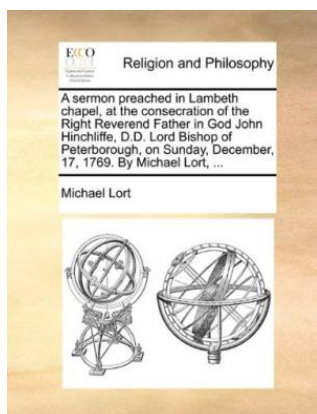 ECCO
Religion and Philosophy
A sermon preached in Lambeth
chapel, at the consecration of the
Right Reverend Father in God John
Hinchliffe, D.D. Lord Bishop of
Peterborough, on Sunday, December,
17, 1769. By Michael Lort, ...
Michael Lort